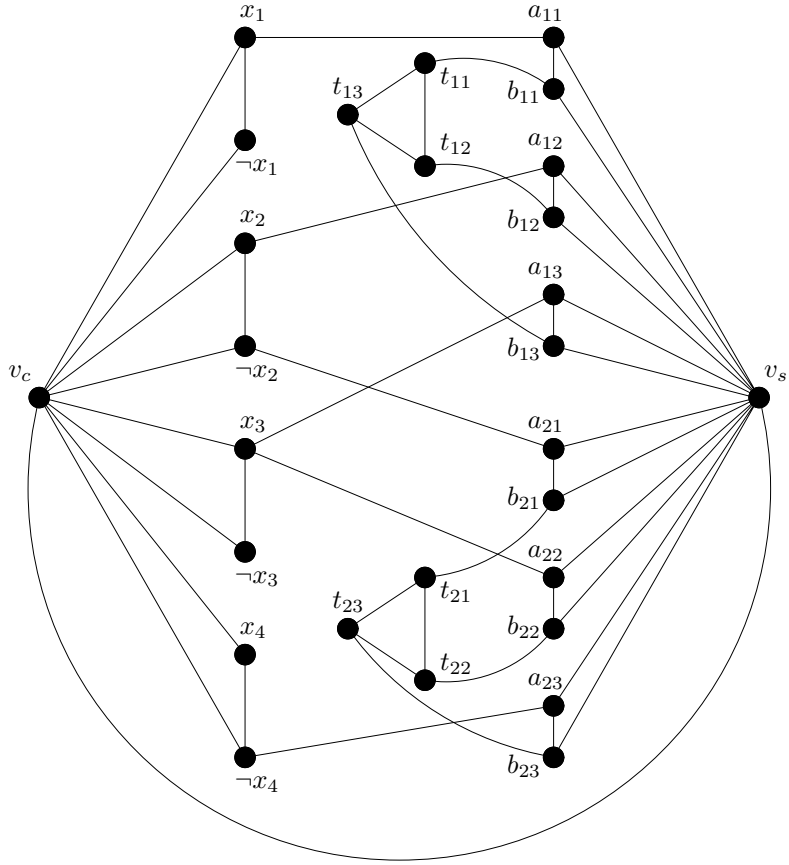 x₁
a₁₁
t₁₁
t₁₃
b₁₁
t₁₂
a₁₂
¬x₁
x₂
b₁₂
a₁₃
b₁₃
¬x₂
v_c
v_s
x₃
a₂₁
b₂₁
a₂₂
¬x₃
t₂₁
t₂₃
x₄
b₂₂
t₂₂
a₂₃
b₂₃
¬x₄